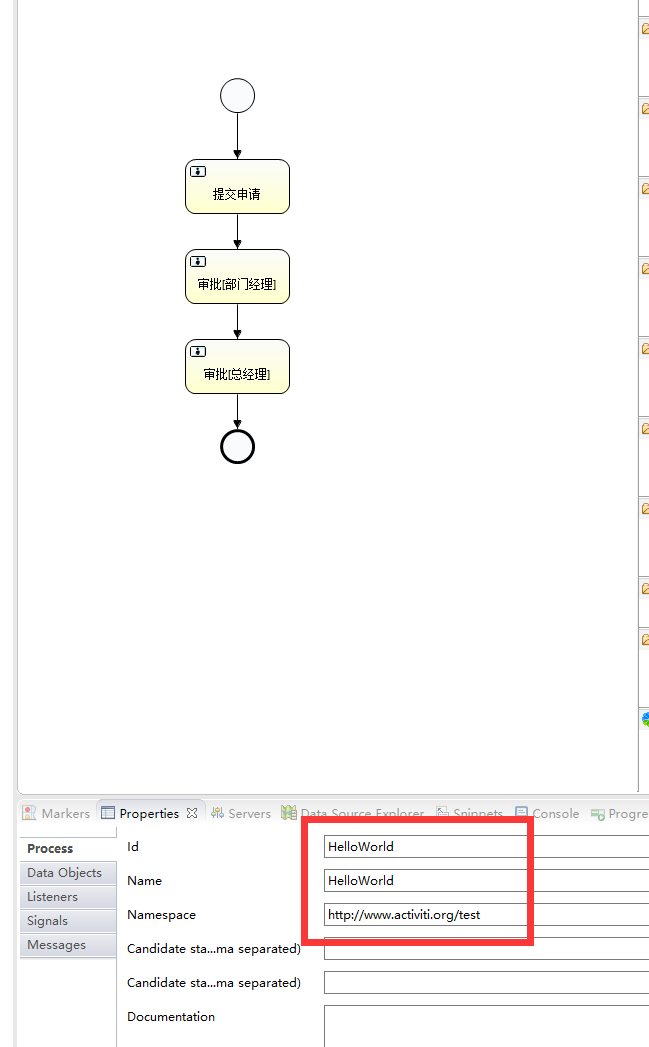 提交申请
审批[部门经理]
审批[总经理]
Markers Properties Servers Data Source Explorer Snippets Console Progre
Process
Data Objects
Listeners
Signals
Messages
Id HelloWorld
Name HelloWorld
Namespace http://www.activiti.org/test
Candidate sta...ma separated)
Candidate sta...ma separated)
Documentation